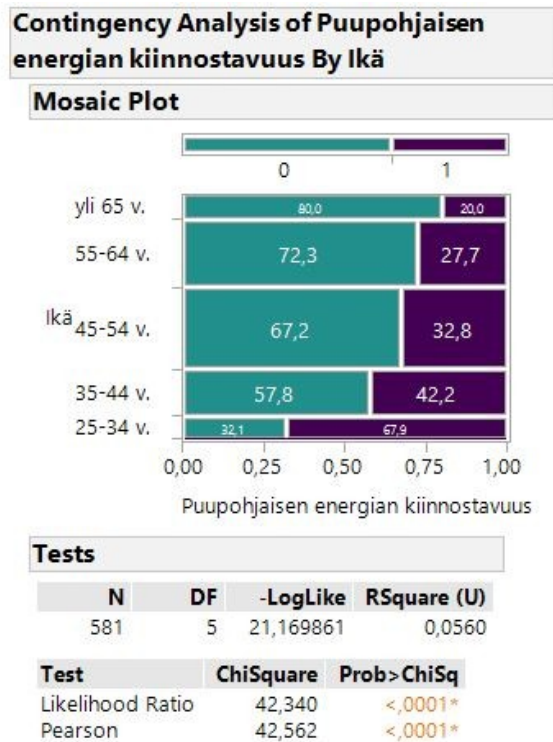 Contingency Analysis of Puupohjaisen
energian kiinnostavuus By Ikä
Mosaic Plot
0 1
yli 65 v. 80,0 20,0
55-64 v. 72,3 27,7
Ikä
45-54 v. 67,2 32,8
35-44 v. 57,8 42,2
25-34 v. 32,1 67,9
0,00 0,25 0,50 0,75 1,00
Puupohjaisen energian kiinnostavuus
Tests
N DF -LogLike RSquare (U)
581 5 21,169861 0,0560
Test ChiSquare Prob>ChiSq
Likelihood Ratio 42,340 <,0001*
Pearson 42,562 <,0001*